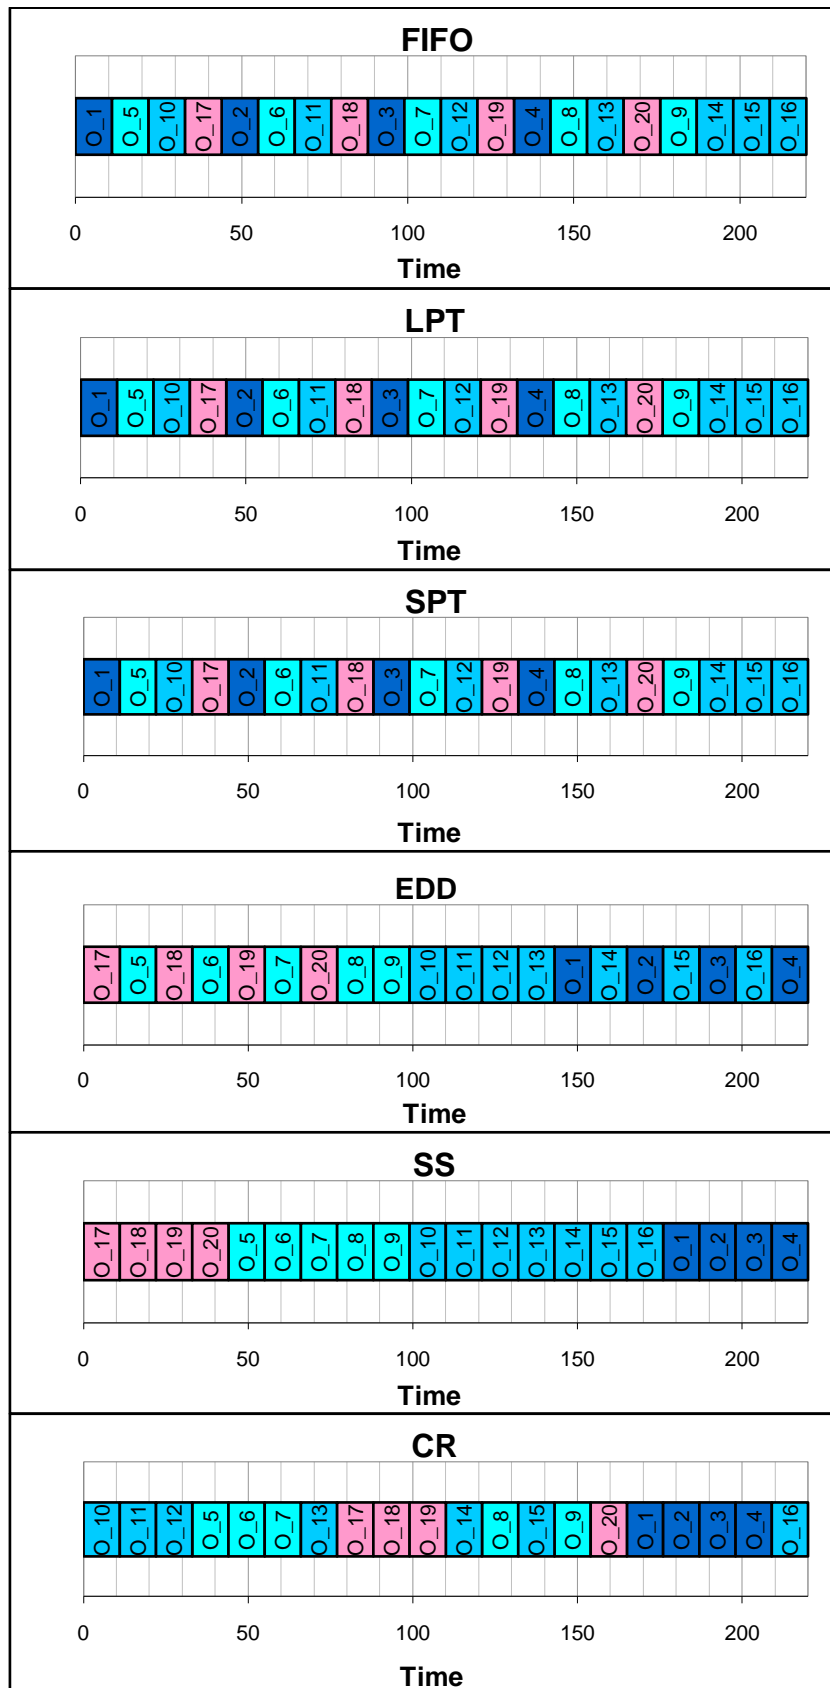 FIFO
O_1 O_5 O_10 O_17 O_2 O_6 O_11 O_18 O_3 O_7 O_12 O_19 O_4 O_8 O_13 O_20 O_9 O_14 O_15 O_16
0 50 100 150 200
Time
LPT
O_1 O_5 O_10 O_17 O_2 O_6 O_11 O_18 O_3 O_7 O_12 O_19 O_4 O_8 O_13 O_20 O_9 O_14 O_15 O_16
0 50 100 150 200
Time
SPT
O_1 O_5 O_10 O_17 O_2 O_6 O_11 O_18 O_3 O_7 O_12 O_19 O_4 O_8 O_13 O_20 O_9 O_14 O_15 O_16
0 50 100 150 200
Time
EDD
O_17 O_5 O_18 O_6 O_19 O_7 O_20 O_8 O_9 O_10 O_11 O_12 O_13 O_1 O_14 O_2 O_15 O_3 O_16 O_4
0 50 100 150 200
Time
SS
O_17 O_18 O_19 O_20 O_5 O_6 O_7 O_8 O_9 O_10 O_11 O_12 O_13 O_14 O_15 O_16 O_1 O_2 O_3 O_4
0 50 100 150 200
Time
CR
O_10 O_11 O_12 O_5 O_6 O_7 O_13 O_17 O_18 O_19 O_14 O_8 O_15 O_9 O_20 O_1 O_2 O_3 O_4 O_16
0 50 100 150 200
Time